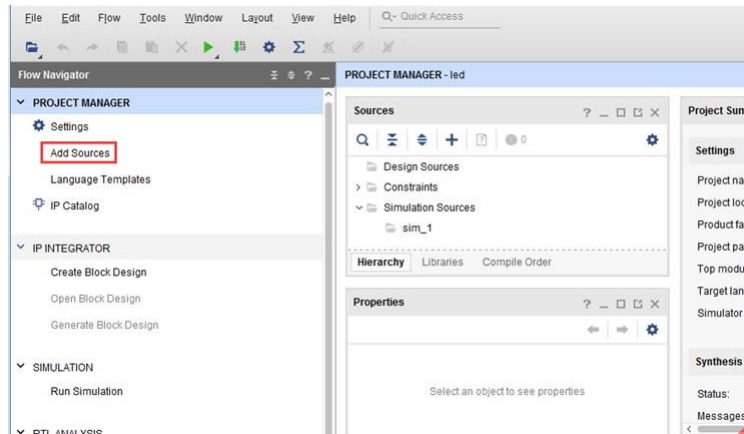 File Edit Flow Tools Window Layout View Help Q- Quick Access
Flow Navigator
PROJECT MANAGER - led
PROJECT MANAGER
Settings
Add Sources
Language Templates
IP Catalog
IP INTEGRATOR
Create Block Design
Open Block Design
Generate Block Design
SIMULATION
Run Simulation
RTL ANALYSIS
Sources
0
Design Sources
Constraints
Simulation Sources
sim_1
Hierarchy Libraries Compile Order
Properties
Select an object to see properties
Project Sum
Settings
Project na
Project loc
Product fa
Project pa
Top modu
Target lan
Simulator
Synthesis
Status:
Messages